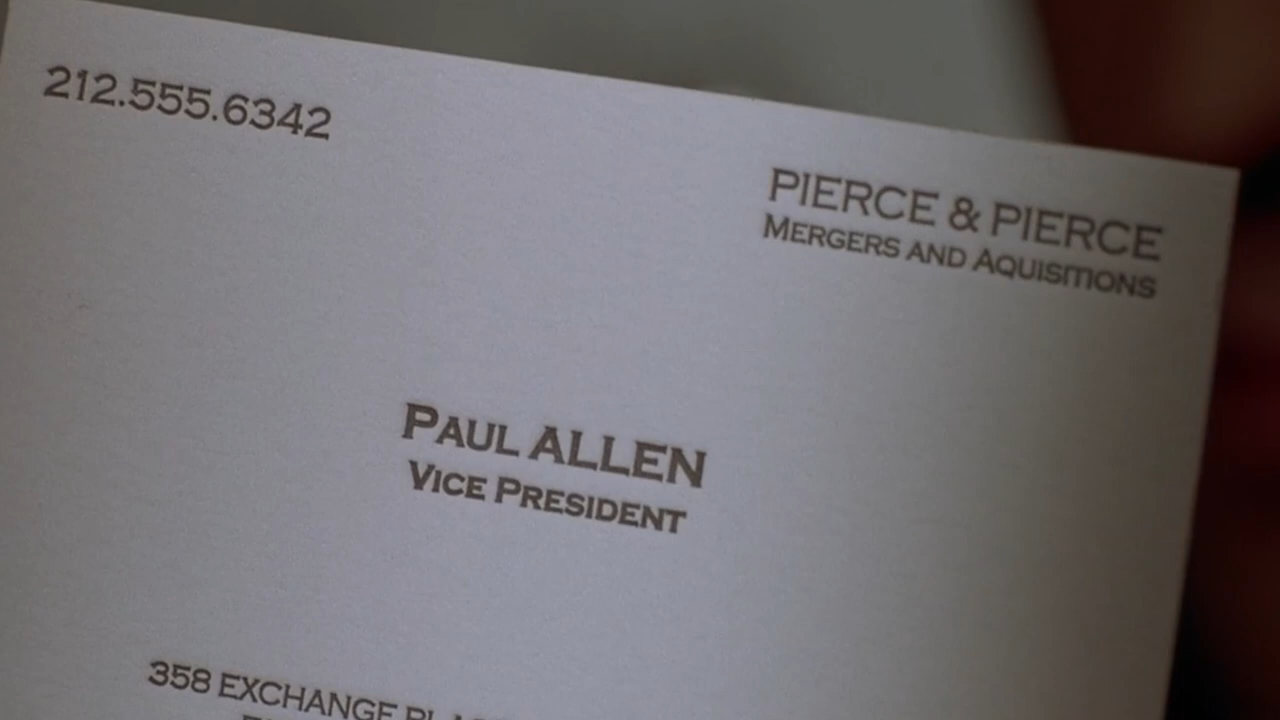 212.555.6342
PIERCE & PIERCE
MERGERS AND AQUISITIONS
PAUL ALLEN
VICE PRESIDENT
358 EXCHANGE